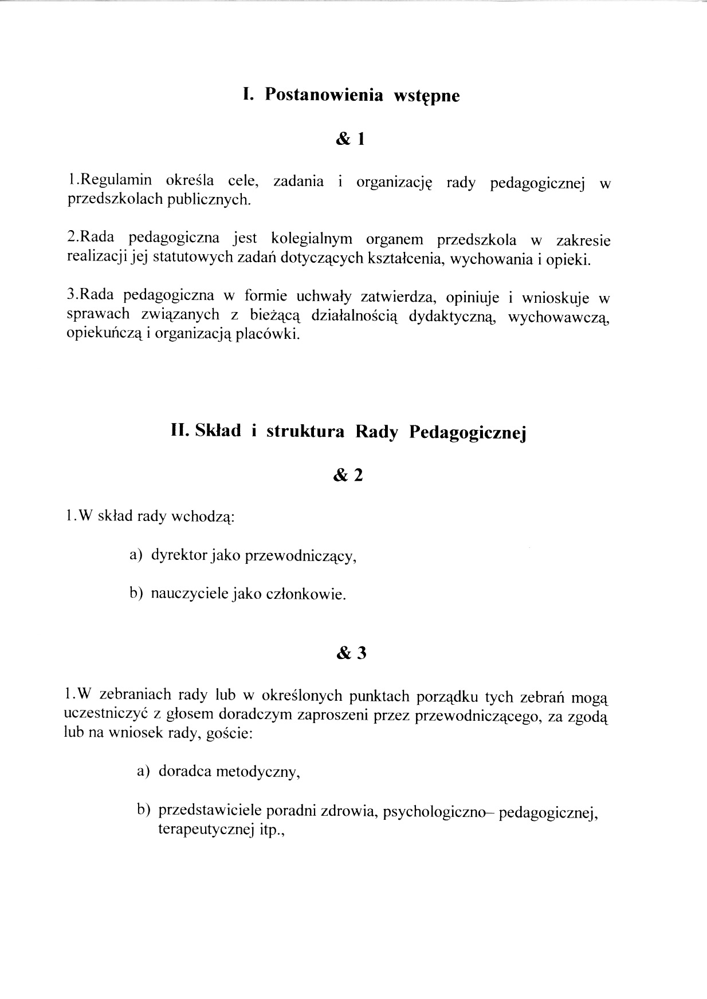 I. Postanowienia wstępne
& 1
1.Regulamin określa cele, zadania i organizację rady pedagogicznej w
przedszkolach publicznych.
2.Rada pedagogiczna jest kolegialnym organem przedszkola w zakresie
realizacji jej statutowych zadań dotyczących kształcenia, wychowania i opieki.
3.Rada pedagogiczna w formie uchwały zatwierdza, opiniuje i wnioskuje w
sprawach związanych z bieżącą działalnością dydaktyczną, wychowawczą,
opiekuńczą i organizacją placówki.
II. Skład i struktura Rady Pedagogicznej
& 2
1.W skład rady wchodzą:
a) dyrektor jako przewodniczący,
b) nauczyciele jako członkowie.
& 3
1.W zebraniach rady lub w określonych punktach porządku tych zebrań mogą
uczestniczyć z głosem doradczym zaproszeni przez przewodniczącego, za zgodą
lub na wniosek rady, goście:
a) doradca metodyczny,
b) przedstawiciele poradni zdrowia, psychologiczno– pedagogicznej,
terapeutycznej itp.,